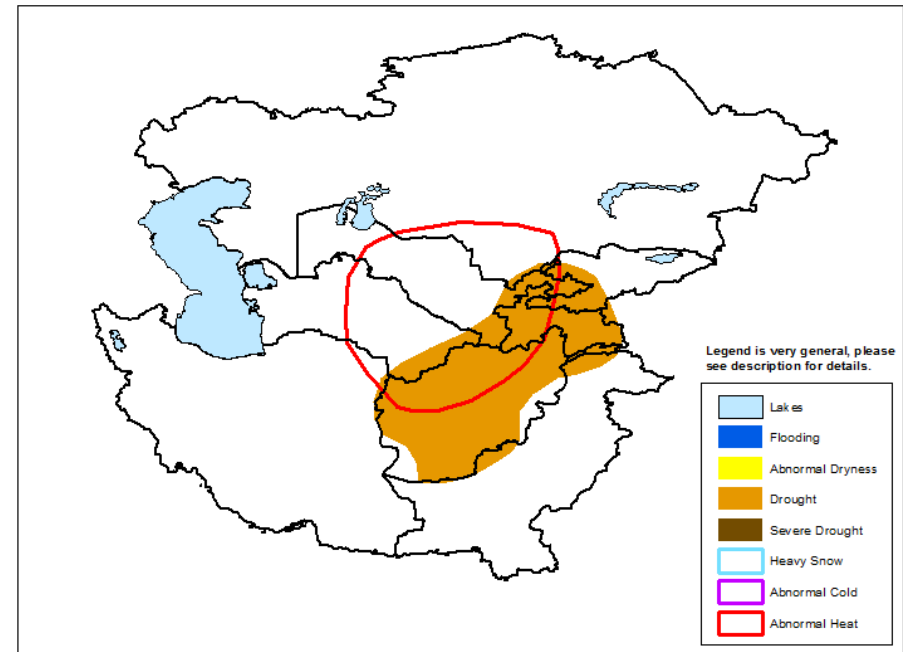 Legend is very general, please
see description for details.
Lakes
Flooding
Abnormal Dryness
Drought
Severe Drought
Heavy Snow
Abnormal Cold
Abnormal Heat